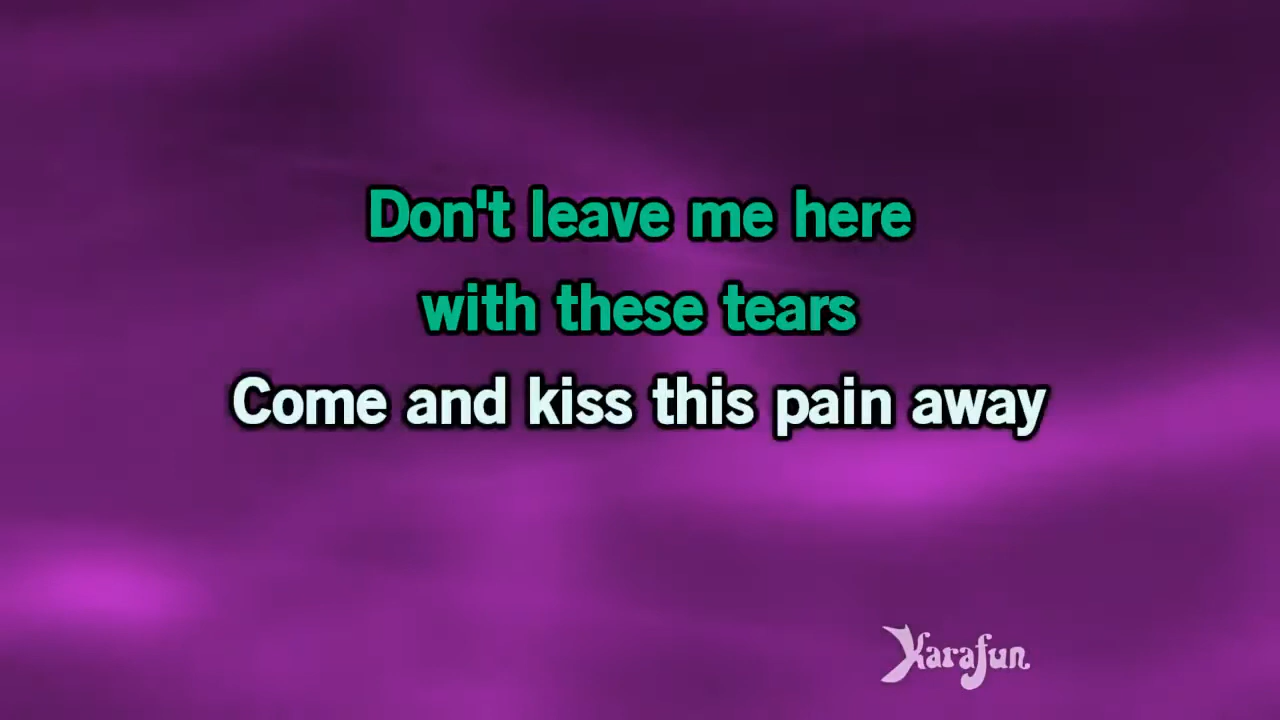 Don't leave me here
with these tears
Come and kiss this pain away
Karafun